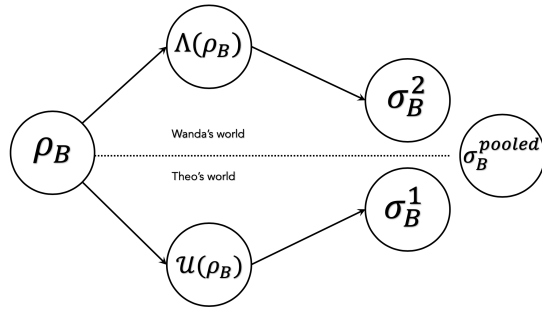 Λ(ρ_B)
σ_B^2
ρ_B
Wanda's world
σ_B^{pooled}
Theo's world
σ_B^1
𝒰(ρ_B)